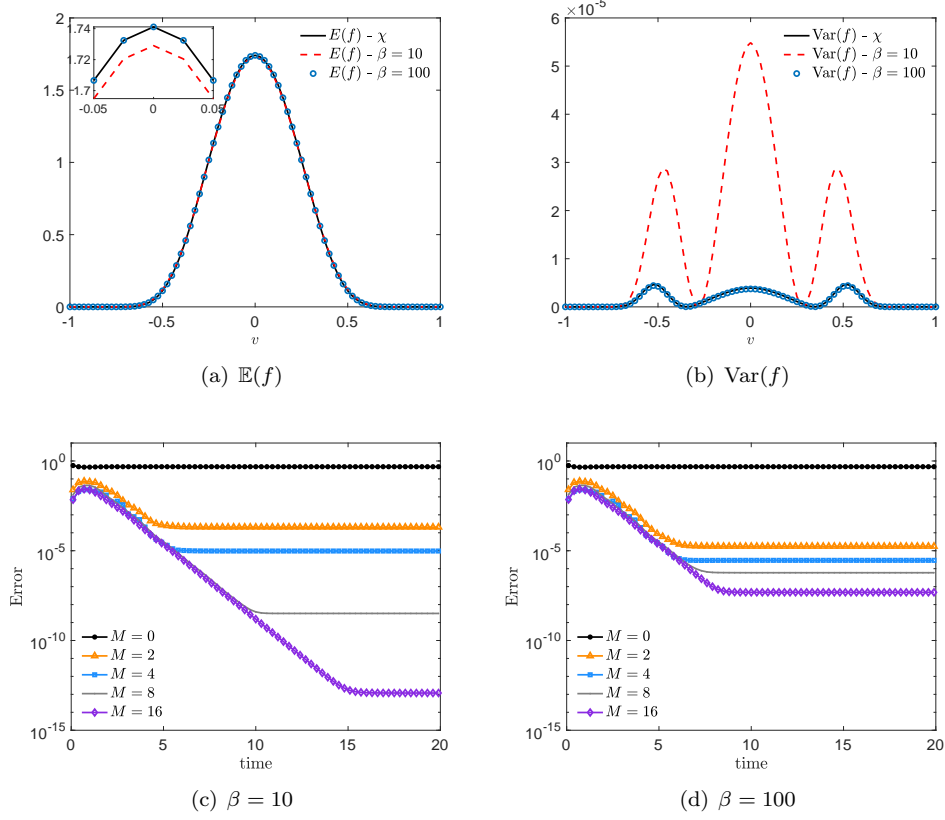 2
1.5
1
0.5
0
-1
-0.5
0
0.5
1
v
1.74
1.72
1.7
-0.05
0
0.05
E(f) - χ
E(f) - β = 10
E(f) - β = 100
(a) 𝔼(f)
×10^-5
6
5
4
3
2
1
0
-1
-0.5
0
0.5
1
v
Var(f) - χ
Var(f) - β = 10
Var(f) - β = 100
(b) Var(f)
10^0
10^-5
10^-10
10^-15
Error
0
5
10
15
20
time
M = 0
M = 2
M = 4
M = 8
M = 16
(c) β = 10
10^0
10^-5
10^-10
10^-15
Error
0
5
10
15
20
time
M = 0
M = 2
M = 4
M = 8
M = 16
(d) β = 100